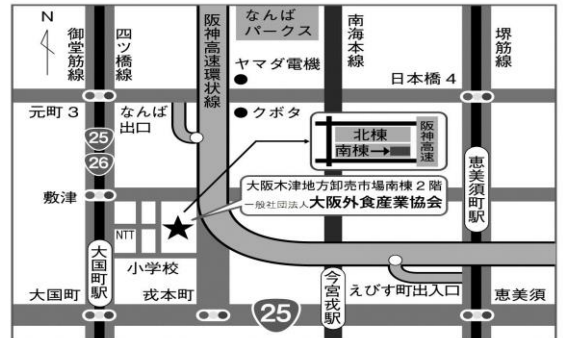 N
御堂筋線
四ツ橋線
阪神高速環状線
なんば
パークス
南海本線
堺筋線
ヤマダ電機
日本橋4
元町3
なんば
出口
クボタ
25
26
北棟
南棟→
阪神高速
恵美須町駅
敷津
大阪木津地方卸売市場南棟2階
一般社団法人大阪外食産業協会
NTT
大国町駅
小学校
今宮戎駅
えびす町出入口
大国町
戎本町
25
恵美須